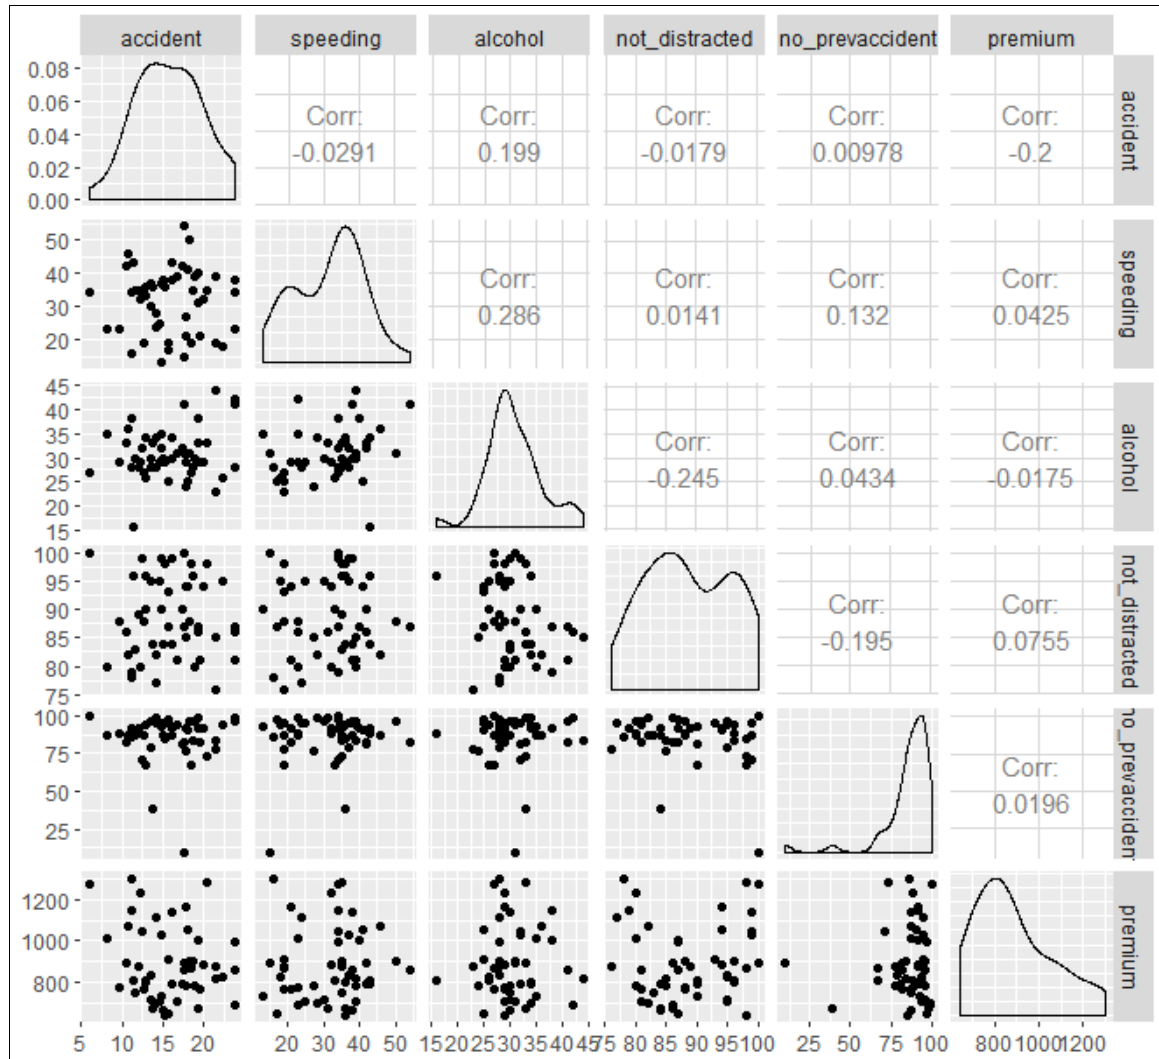 accident speeding alcohol not_distracted no_prevaccident premium
0.08
0.06
0.04
0.02
0.00
Corr:
-0.0291
Corr:
0.199
Corr:
-0.0179
Corr:
0.00978
Corr:
-0.2
accident
50
40
30
20
Corr:
0.286
Corr:
0.0141
Corr:
0.132
Corr:
0.0425
speeding
45
40
35
30
25
20
15
Corr:
-0.245
Corr:
0.0434
Corr:
-0.0175
alcohol
100
95
90
85
80
75
Corr:
-0.195
Corr:
0.0755
not_distracted
100
75
50
25
Corr:
0.0196
no_prevacciden
1200
1000
800
premium
5 10 15 20 20 30 40 50 15 20 25 30 35 40 45 75 80 85 90 95 100 25 50 75 100 800 1000 1200